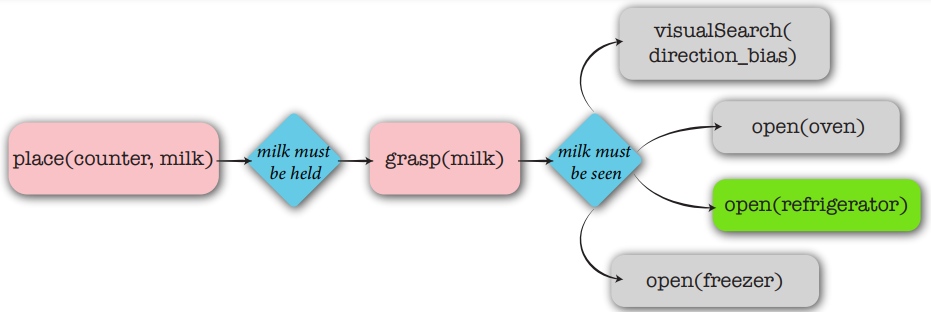 place(counter, milk)
milk must
be held
grasp(milk)
milk must
be seen
visualSearch(
direction_bias)
open(oven)
open(refrigerator)
open(freezer)